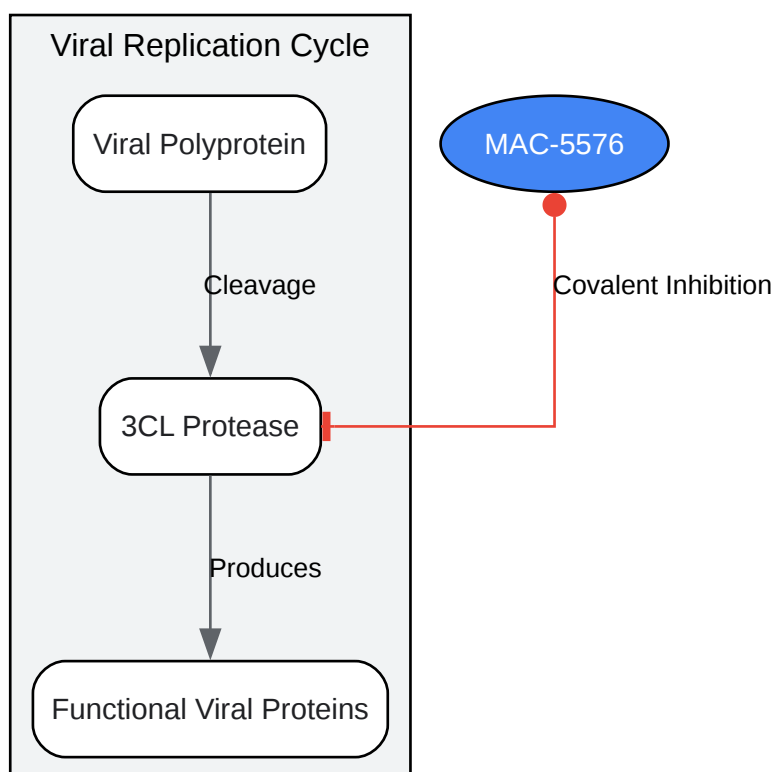 Viral Replication Cycle
Viral Polyprotein
MAC-5576
Cleavage
Covalent Inhibition
3CL Protease
Produces
Functional Viral Proteins